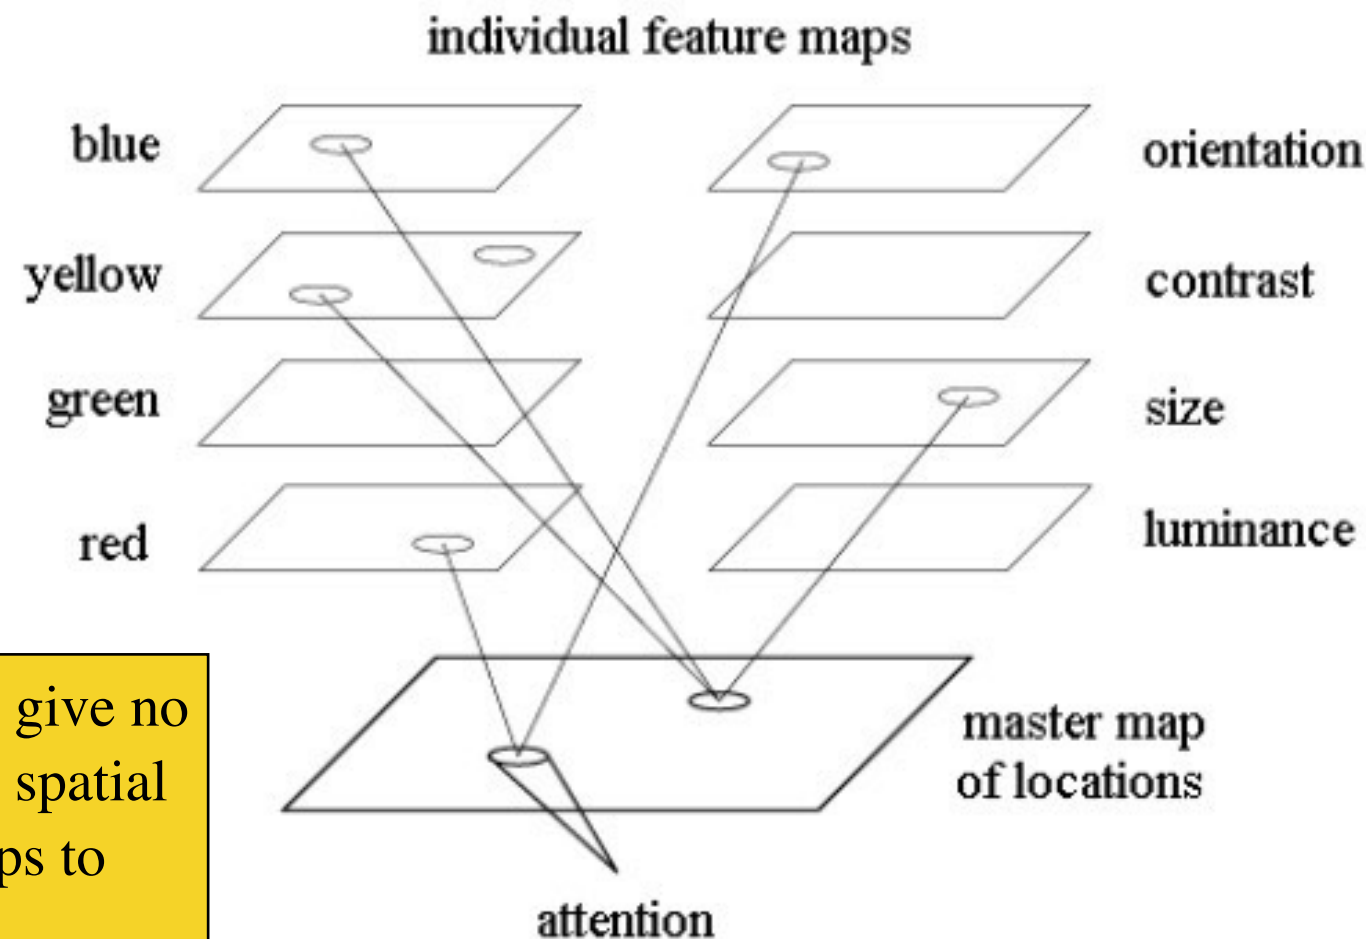 individual feature maps
blue
orientation
yellow
contrast
green
size
red
luminance
give no
spatial
ps to
master map
of locations
attention